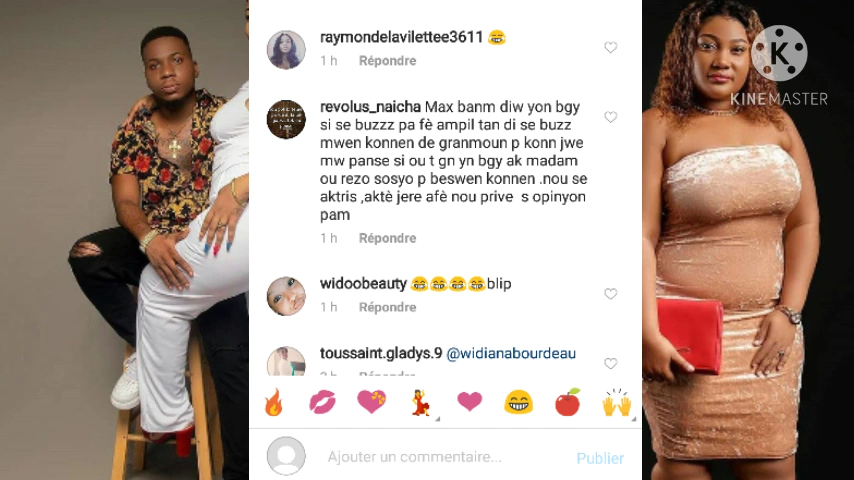 raymondelavilettee3611 😂
1 h Répondre
revolus_naicha Max banm diw yon bgy
si se buzzz pa fè ampil tan di se buzz
mwen konnen de granmoun p konn jwe
mw panse si ou t gn yn bgy ak madam
ou rezo sosyo p beswen konnen .nou se
aktris ,aktè jere afè nou prive s opinyon
pam
1 h Répondre
widoobeauty 😂😂😂😂blip
1 h Répondre
toussaint.gladys.9 @widianabourdeau
Ajouter un commentaire...
Publier
K
KINEMASTER